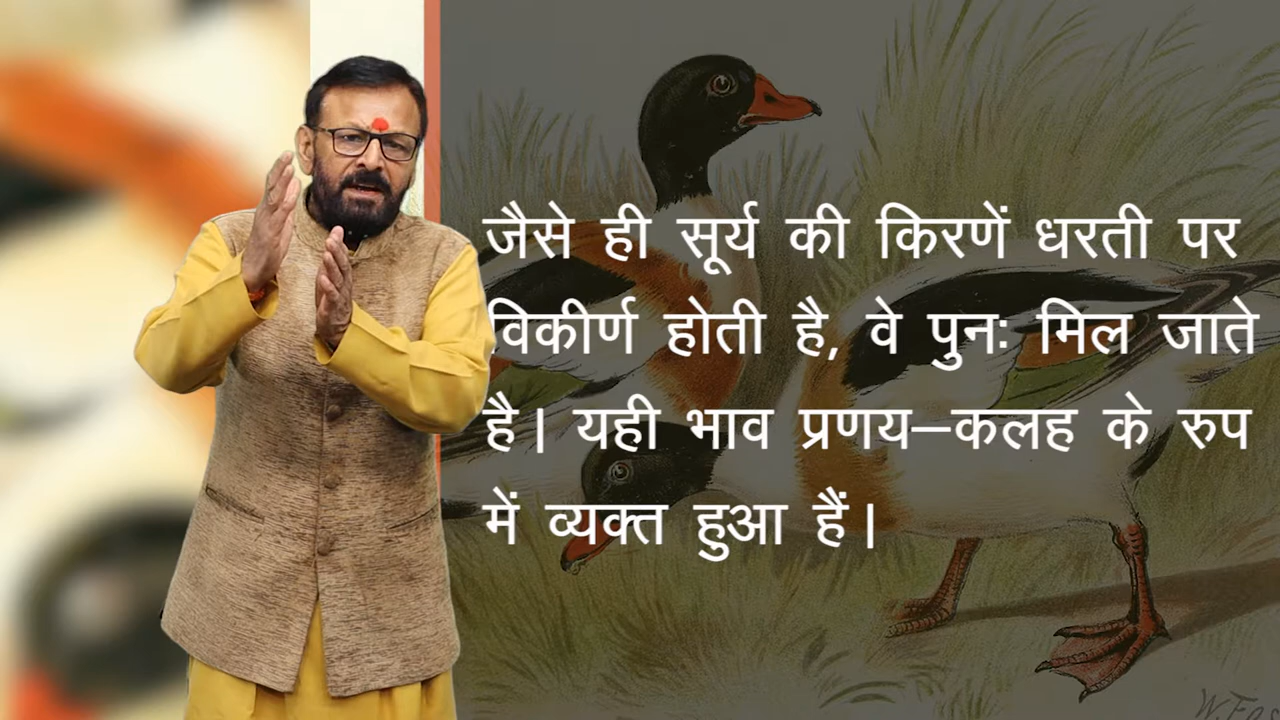 जैसे ही सूर्य की किरणें धरती पर
विकीर्ण होती है, वे पुनः मिल जाते
है। यही भाव प्रणय–कलह के रुप
में व्यक्त हुआ हैं।